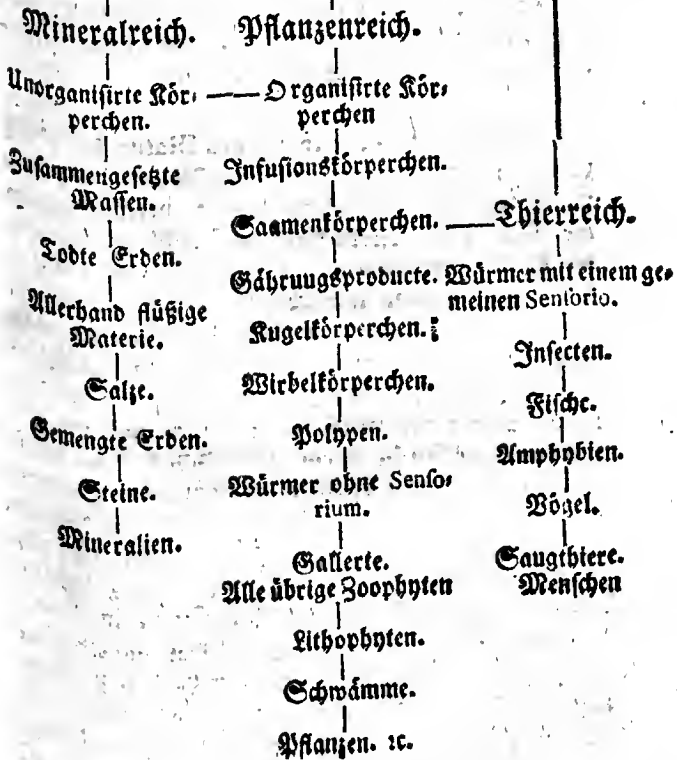 Mineralreich.
Unorganisirte Kör-
perchen.
Zusammengesetzte
Massen.
Todte Erden.
Allerhand flüßige
Materie.
Salze.
Gemengte Erden.
Steine.
Mineralien.
Pflanzenreich.
Organisirte Kör-
perchen
Infusionskörperchen.
Saamenkörperchen.
Gährungsproducte.
Kugelkörperchen.
Wirbelkörperchen.
Polypen.
Würmer ohne Senso-
rium.
Gallerte.
Alle übrige Zoophyten
Lithophyten.
Schwämme.
Pflanzen. ꝛc.
Thierreich.
Würmer mit einem ge-
meinen Sensorio.
Insecten.
Fische.
Amphybien.
Vögel.
Saugthiere.
Menschen